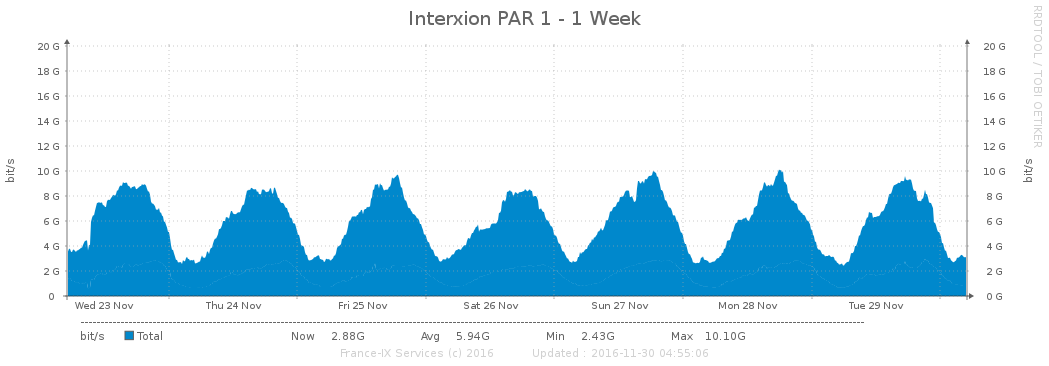 Interxion PAR 1 - 1 Week
RRDTOOL / TOBI OETIKER
20 G 20 G
18 G 18 G
16 G 16 G
14 G 14 G
12 G 12 G
10 G 10 G
8 G 8 G
6 G 6 G
4 G 4 G
2 G 2 G
0 0 G
bit/s
bit/s
Wed 23 Nov Thu 24 Nov Fri 25 Nov Sat 26 Nov Sun 27 Nov Mon 28 Nov Tue 29 Nov
bit/s Total Now 2.88G Avg 5.94G Min 2.43G Max 10.10G
France-IX Services (c) 2016 Updated : 2016-11-30 04:55:06